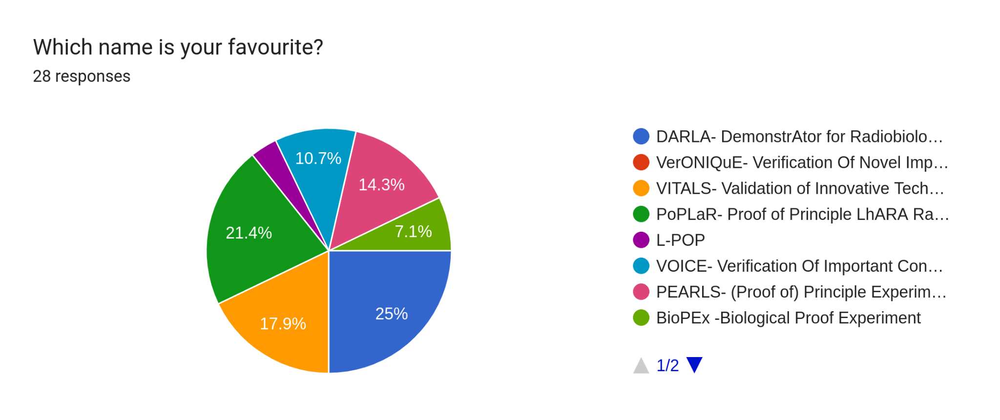 Which name is your favourite?
28 responses
10.7%
14.3%
7.1%
21.4%
17.9%
25%
DARLA- DemonstrAtor for Radiobiolo…
VerONIQuE- Verification Of Novel Imp…
VITALS- Validation of Innovative Tech…
PoPLaR- Proof of Principle LhARA Ra…
L-POP
VOICE- Verification Of Important Con…
PEARLS- (Proof of) Principle Experim…
BioPEx -Biological Proof Experiment
1/2